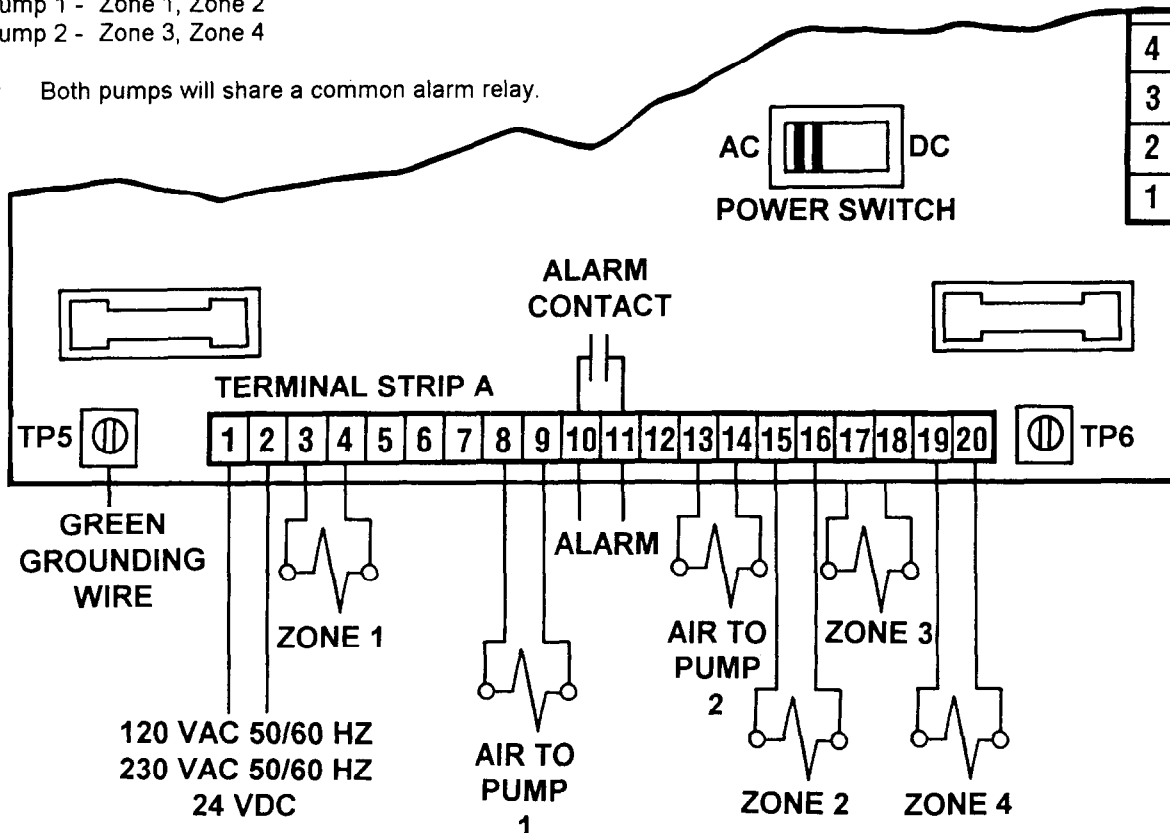 ump 1 - Zone 1, Zone 2
ump 2 - Zone 3, Zone 4
Both pumps will share a common alarm relay.
4
3
2
1
AC
DC
POWER SWITCH
ALARM
CONTACT
TERMINAL STRIP A
TP5
1 2 3 4 5 6 7 8 9 10 11 12 13 14 15 16 17 18 19 20
TP6
GREEN
GROUNDING
WIRE
ALARM
ZONE 1
AIR TO
PUMP
2
ZONE 3
120 VAC 50/60 HZ
230 VAC 50/60 HZ
24 VDC
AIR TO
PUMP
1
ZONE 2
ZONE 4